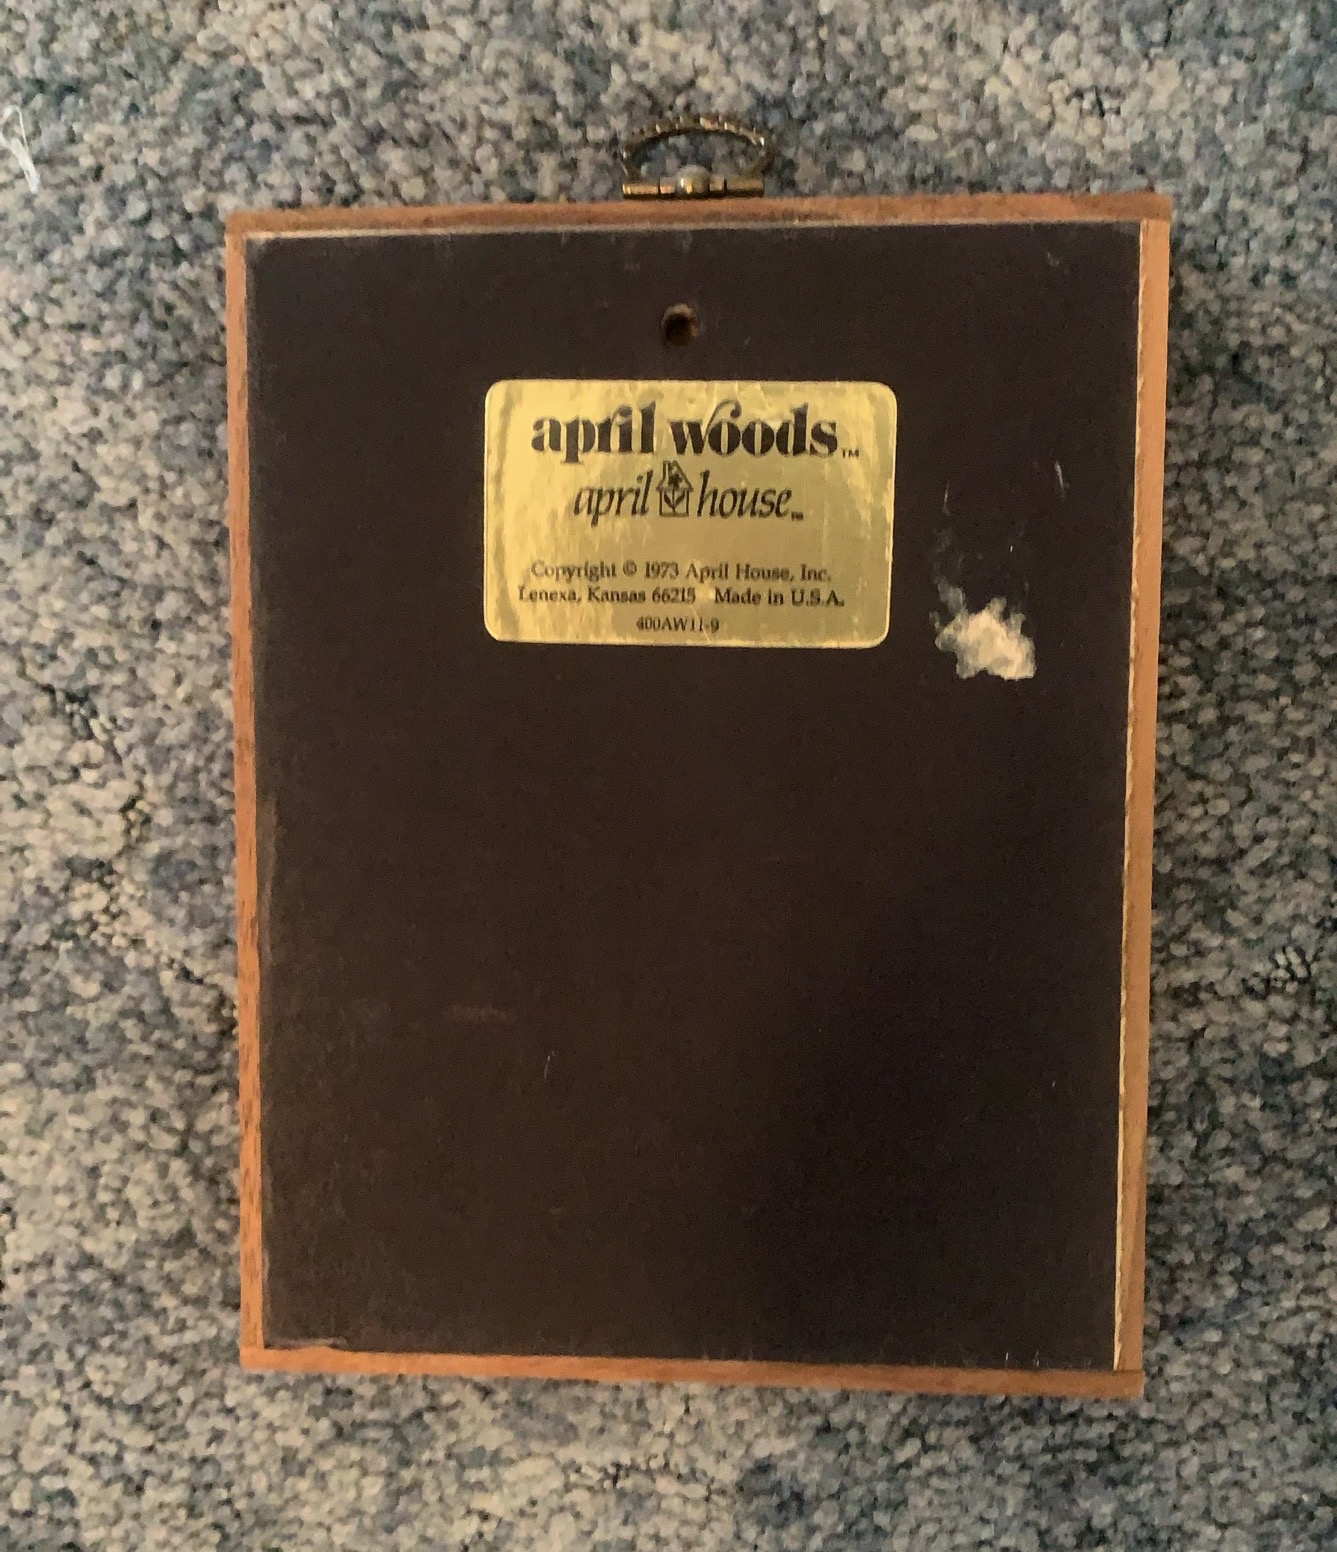 april woods™
april house™
Copyright © 1973 April House, Inc.
Lenexa, Kansas 66215 Made in U.S.A.
400AW11-9